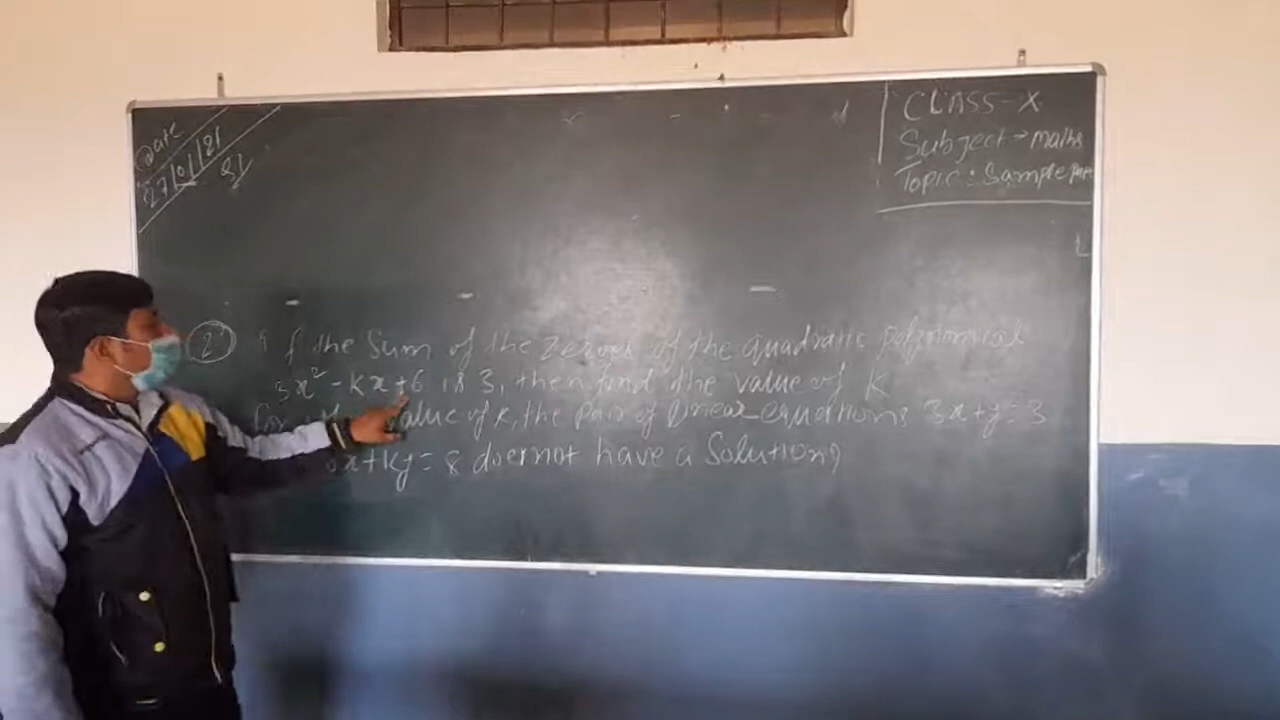 Date
27/01/21
CLASS-X
Subject → Maths
Topic: Sample
2 If the Sum of the Zeroes of the quadratic polynomial
3x² - kx + 6 is 3, then find the value of k
value of k, the pair of linear equations 3x + y = 3
x + ky = 8 does not have a Solution?